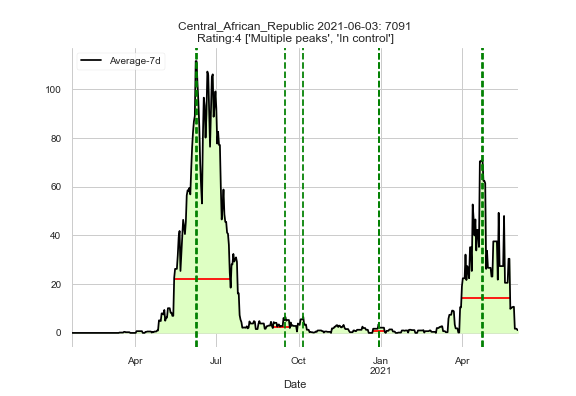 Central_African_Republic 2021-06-03: 7091
Rating:4 ['Multiple peaks', 'In control']
Average-7d
100
80
60
40
20
0
Apr
Jul
Oct
Jan
2021
Apr
Date